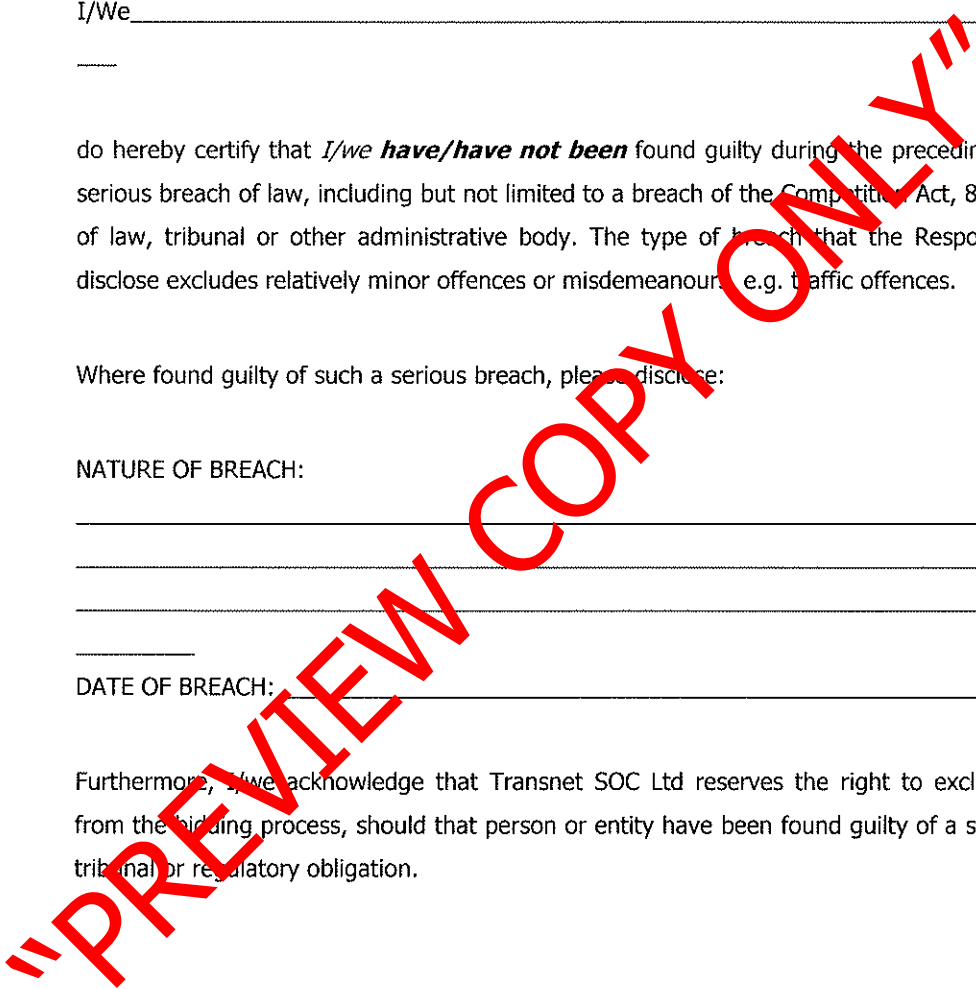 I/We
do hereby certify that I/we have/have not been found guilty during the
serious breach of law, including but not limited to a breach of the Competition Act, 8
of law, tribunal or other administrative body. The type of breach that the
disclose excludes relatively minor offences or misdemeanours e.g. traffic offences.
Where found guilty of such a serious breach, please disclose:
NATURE OF BREACH:
DATE OF BREACH:
Furthermore, I/we acknowledge that Transnet SOC Ltd reserves the right to
from the bidding process, should that person or entity have been found guilty of a s
tribunal or regulatory obligation.
"PREVIEW COPY ONLY"